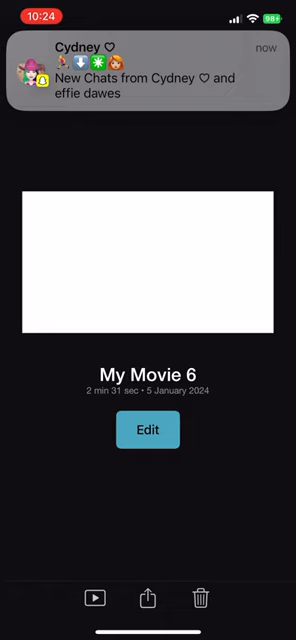 10:24
98+
Cydney ♡
now
🧑‍🦽⬇️✳️👩‍🦰
New Chats from Cydney ♡ and
effie dawes
My Movie 6
2 min 31 sec • 5 January 2024
Edit